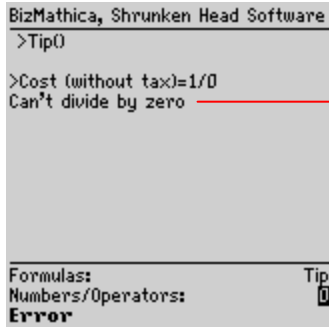 BizMathica, Shrunken Head Software
>Tip()
>Cost (without tax)=1/0
Can't divide by zero
Formulas: Tip
Numbers/Operators: 0
Error